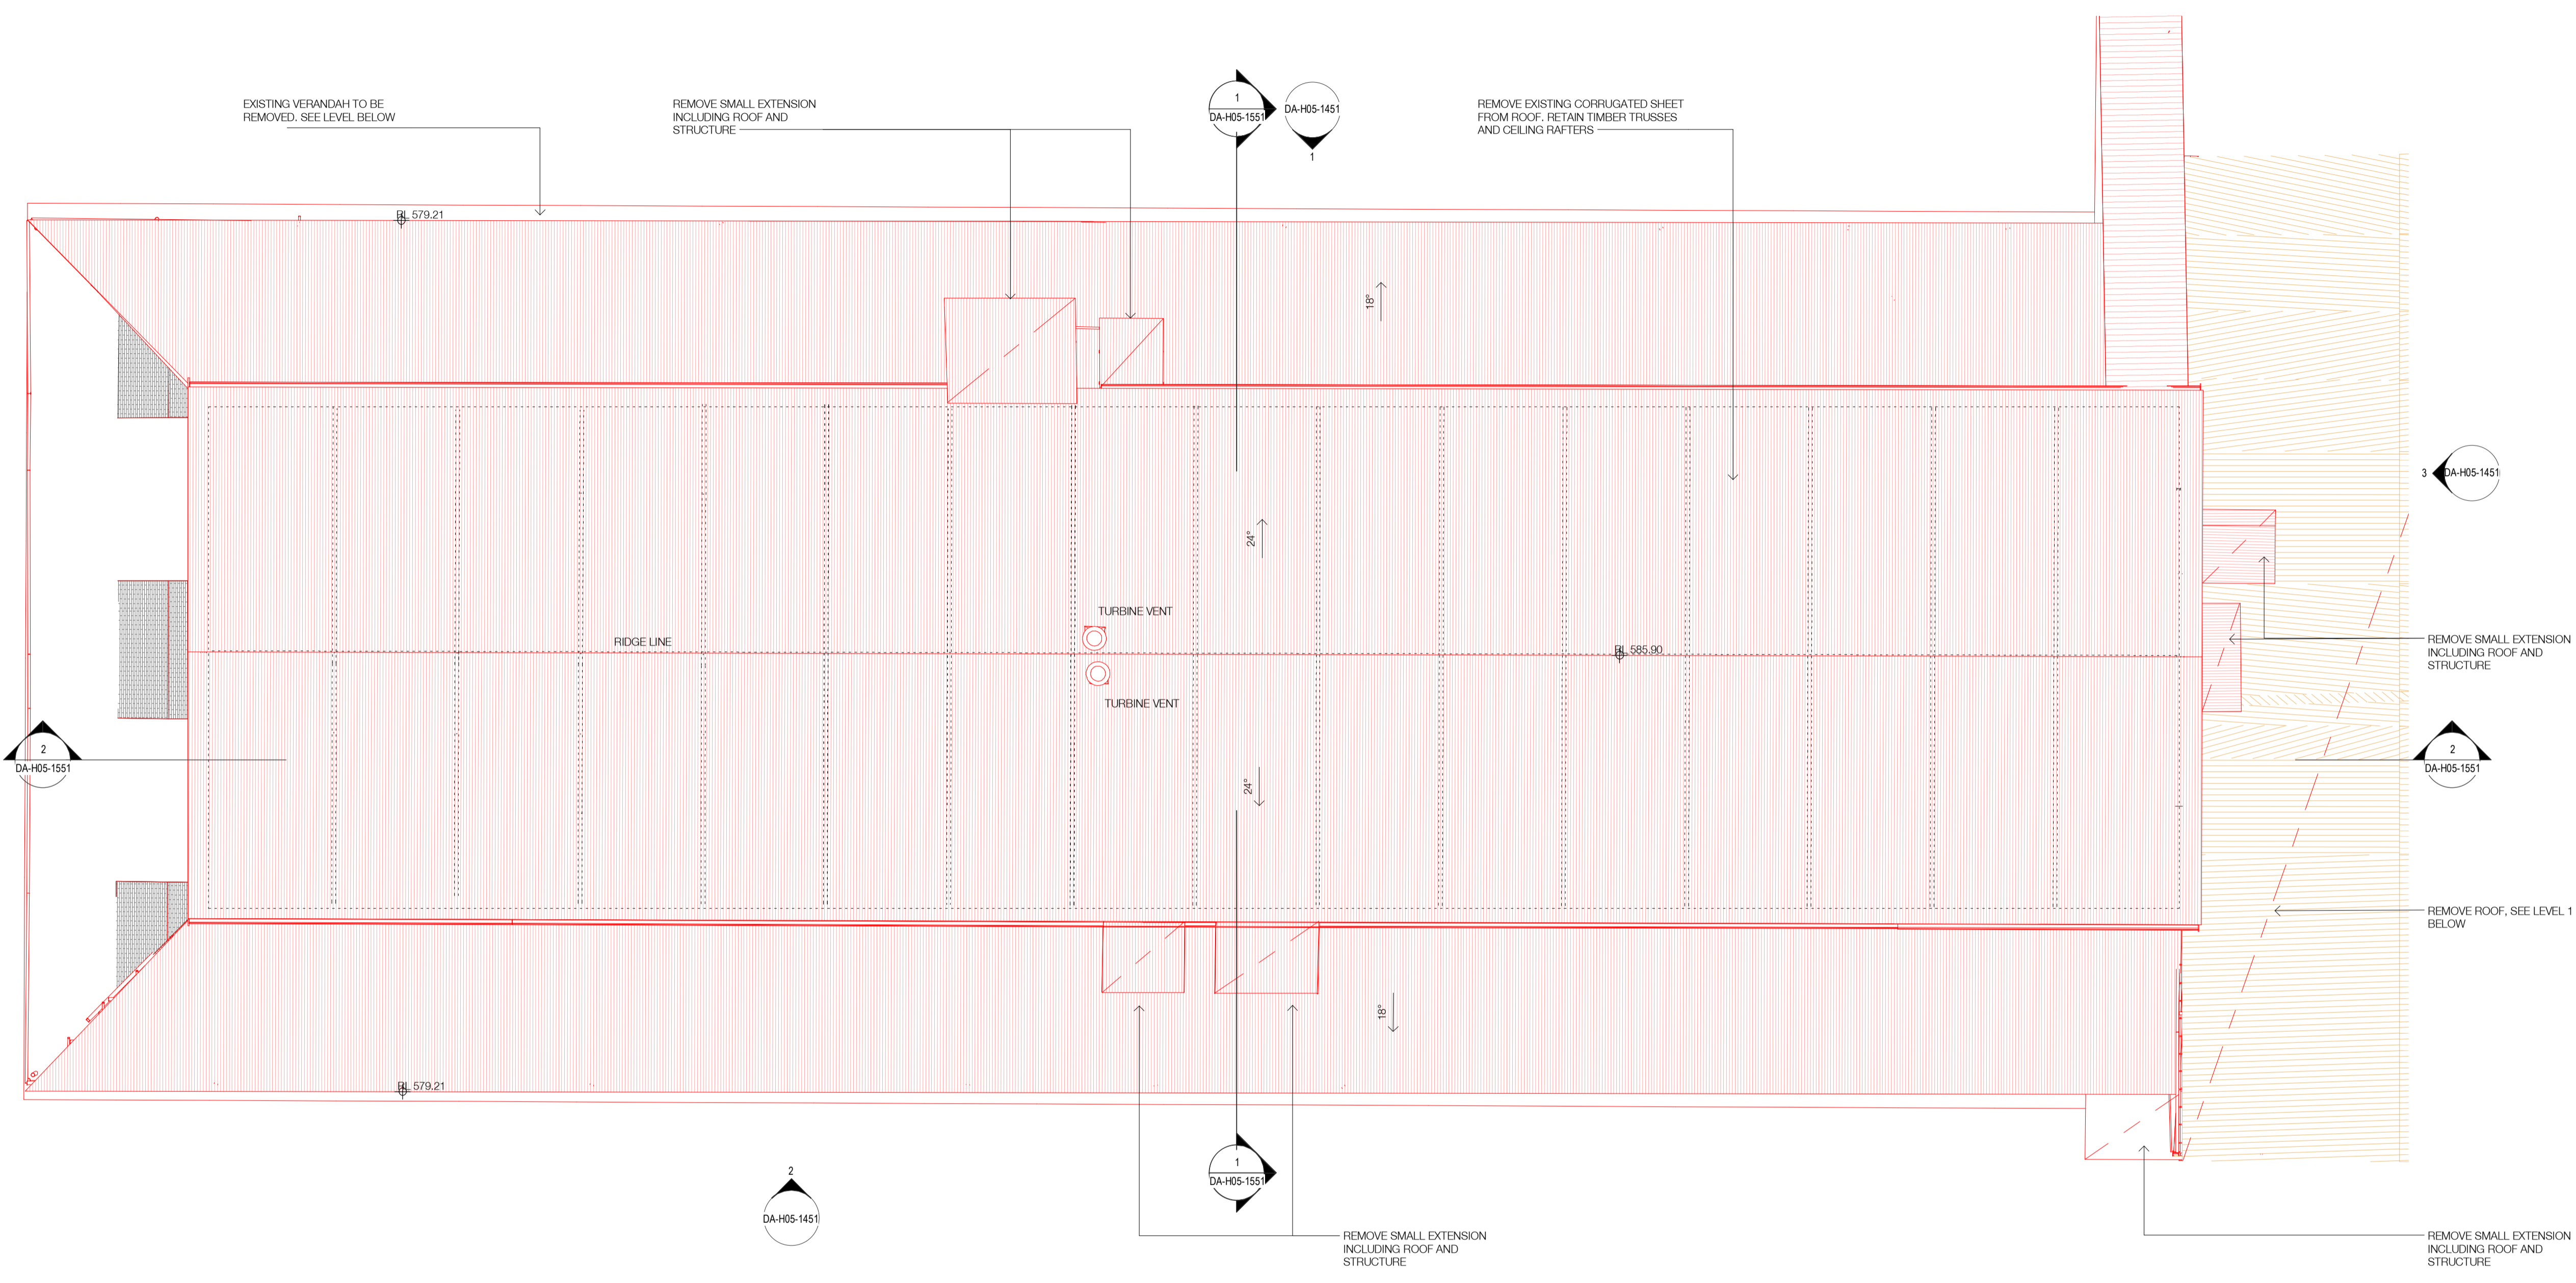 EXISTING VERANDAH TO BE
REMOVED. SEE LEVEL BELOW
REMOVE SMALL EXTENSION
INCLUDING ROOF AND
STRUCTURE
1
DA-H05-1551
DA-H05-1451
1
REMOVE EXISTING CORRUGATED SHEET
FROM ROOF. RETAIN TIMBER TRUSSES
AND CEILING RAFTERS
RL 579.21
18°
3
DA-H05-1451
24°
TURBINE VENT
RIDGE LINE
RL 585.90
REMOVE SMALL EXTENSION
INCLUDING ROOF AND
STRUCTURE
TURBINE VENT
2
DA-H05-1551
2
DA-H05-1551
24°
REMOVE ROOF, SEE LEVEL 1
BELOW
18°
RL 579.21
2
DA-H05-1451
1
DA-H05-1551
REMOVE SMALL EXTENSION
INCLUDING ROOF AND
STRUCTURE
REMOVE SMALL EXTENSION
INCLUDING ROOF AND
STRUCTURE